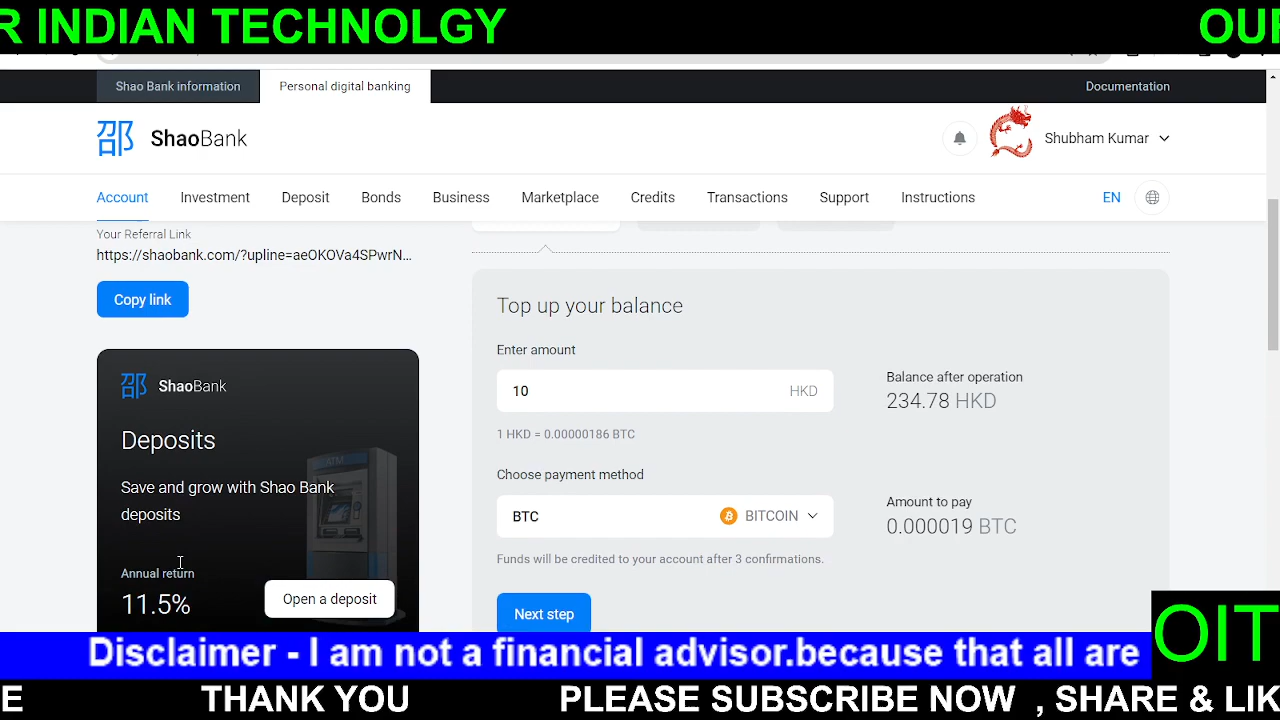 R INDIAN TECHNOLGY
OUR
Shao Bank information
Personal digital banking
Documentation
邵 ShaoBank
Shubham Kumar
Account Investment Deposit Bonds Business Marketplace Credits Transactions Support Instructions EN
Your Referral Link
https://shaobank.com/?upline=aeOKOVa4SPwrN...
Copy link
邵 ShaoBank
Deposits
Save and grow with Shao Bank
deposits
ATM
Annual return
11.5%
Open a deposit
Top up your balance
Enter amount
10 HKD
1 HKD = 0.00000186 BTC
Balance after operation
234.78 HKD
Choose payment method
BTC BITCOIN
Funds will be credited to your account after 3 confirmations.
Amount to pay
0.000019 BTC
Next step
OIT
Disclaimer - I am not a financial advisor.because that all are
E THANK YOU PLEASE SUBSCRIBE NOW , SHARE & LIK